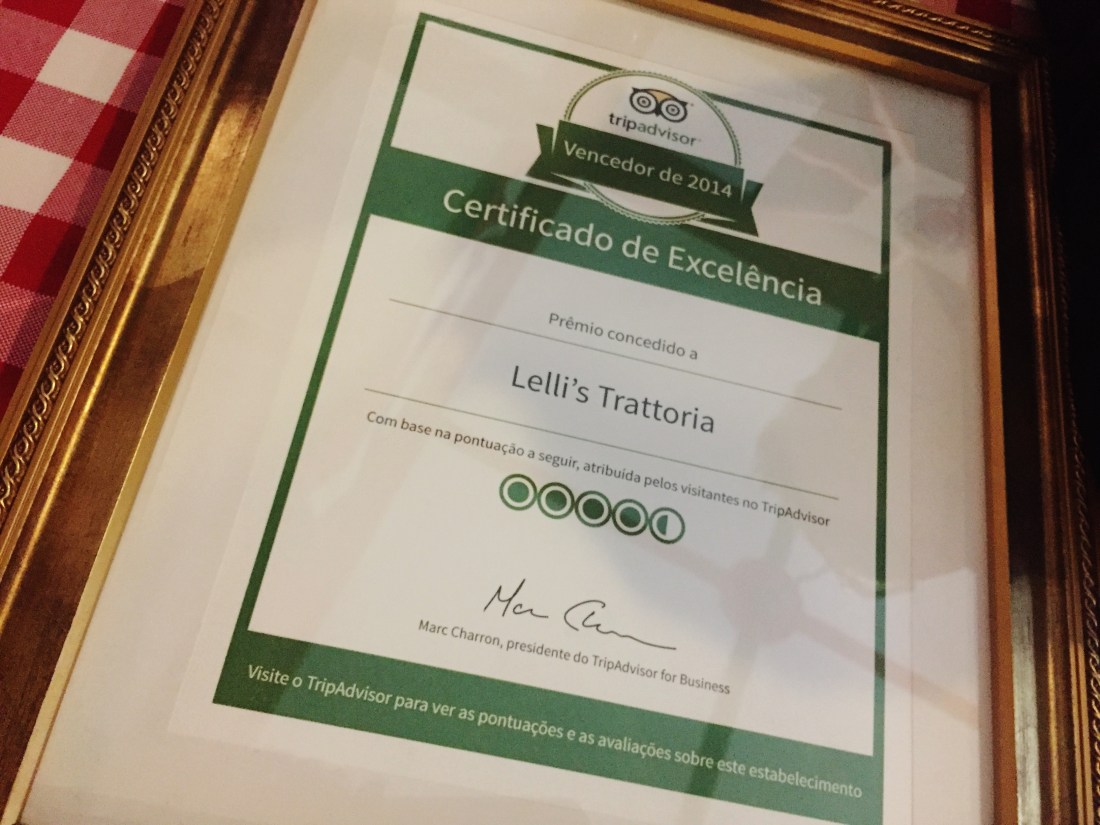 tripadvisor
Vencedor de 2014
Certificado de Excelência
Prêmio concedido a
Lelli's Trattoria
Com base na pontuação a seguir, atribuida pelos visitantes no TripAdvisor
Marc Charron, presidente do TripAdvisor for Business
Visite o TripAdvisor para ver as pontuações e as avaliações sobre este estabelecimento